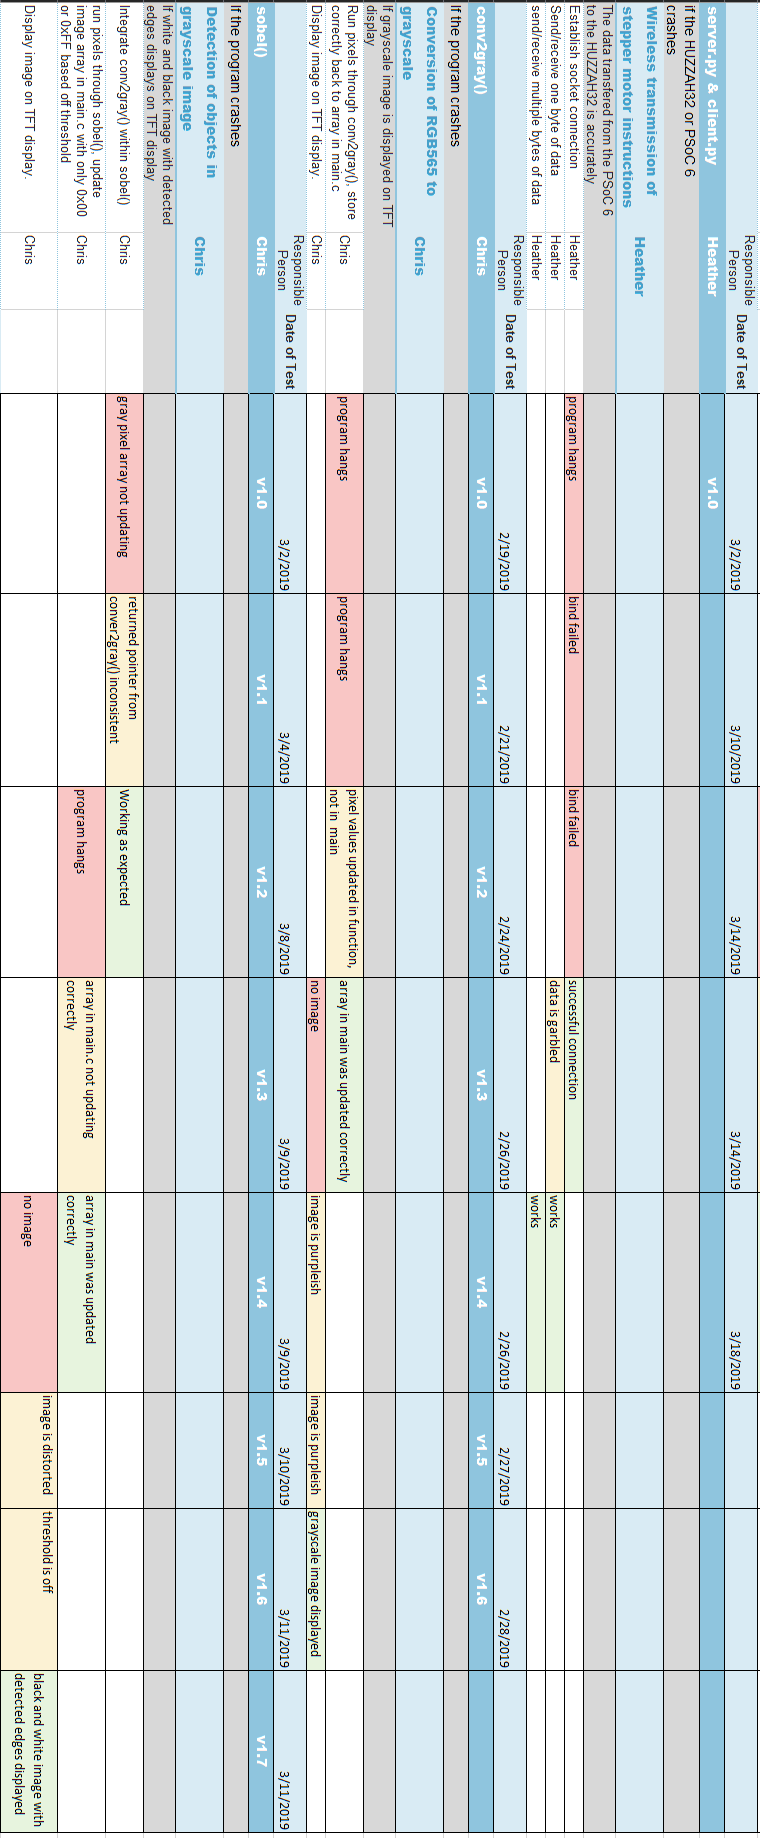 Responsible
Person
Date of Test
3/2/2019
3/10/2019
3/14/2019
3/14/2019
3/18/2019
server.py & client.py
Heather
v1.0
if the HUZZAH32 or PSoC 6
crashes
Wireless transmission of
stepper motor instructions
Heather
The data transfered from the PSoC 6
to the HUZZAH32 is accurately
Establish socket connection
Heather
program hangs
bind failed
bind failed
successful connection
Send/receive one byte of data
Heather
data is garbled
works
send/receive multiple bytes of data
Heather
works
Responsible
Person
Date of Test
2/19/2019
2/21/2019
2/24/2019
2/26/2019
2/26/2019
2/27/2019
2/28/2019
conv2gray()
Chris
v1.0
v1.1
v1.2
v1.3
v1.4
v1.5
v1.6
If the program crashes
Conversion of RGB565 to
grayscale
Chris
If grayscale image is displayed on TFT
display
Run pixels through conv2gray(), store
correctly back to array in main.c
Chris
program hangs
program hangs
pixel values updated in function,
not in main
array in main was updated correctly
Display image on TFT display.
Chris
no image
image is purpleish
image is purpleish
grayscale image displayed
Responsible
Person
Date of Test
3/2/2019
3/4/2019
3/8/2019
3/9/2019
3/9/2019
3/10/2019
3/11/2019
3/11/2019
sobel()
Chris
v1.0
v1.1
v1.2
v1.3
v1.4
v1.5
v1.6
v1.7
If the program crashes
Detection of objects in
grayscale image
Chris
If white and black image with detected
edges displays on TFT display
Integrate conv2gray() within sobel()
Chris
gray pixel array not updating
returned pointer from
conver2gray() inconsistent
Working as expected
run pixels through sobel(), update
image array in main.c with only 0x00
or 0xFF based off threshold
Chris
program hangs
array in main.c not updating
correctly
array in main was updated
correctly
Display image on TFT display.
Chris
no image
image is distorted
threshold is off
black and white image with
detected edges displayed